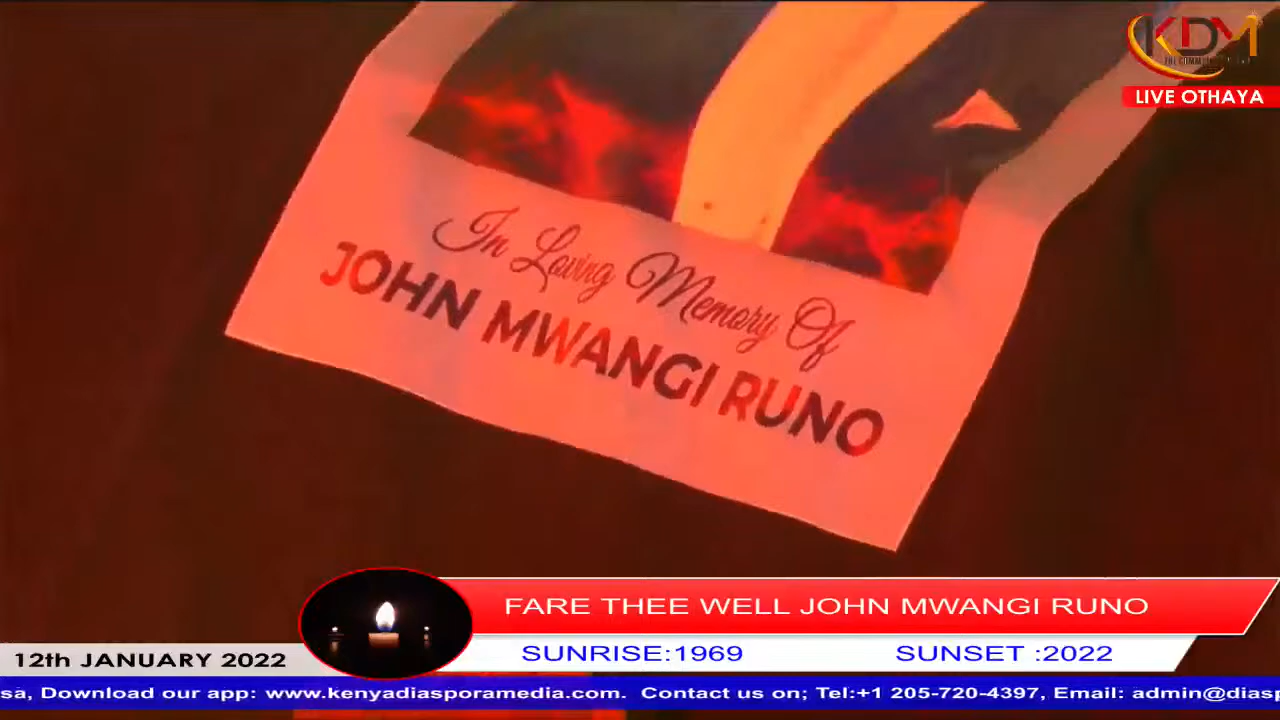 KDM
LIVE OTHAYA
In Loving Memory Of
JOHN MWANGI RUNO
FARE THEE WELL JOHN MWANGI RUNO
SUNRISE:1969 SUNSET :2022
12th JANUARY 2022
sa, Download our app: www.kenyadiasporamedia.com. Contact us on; Tel:+1 205-720-4397, Email: admin@diasp